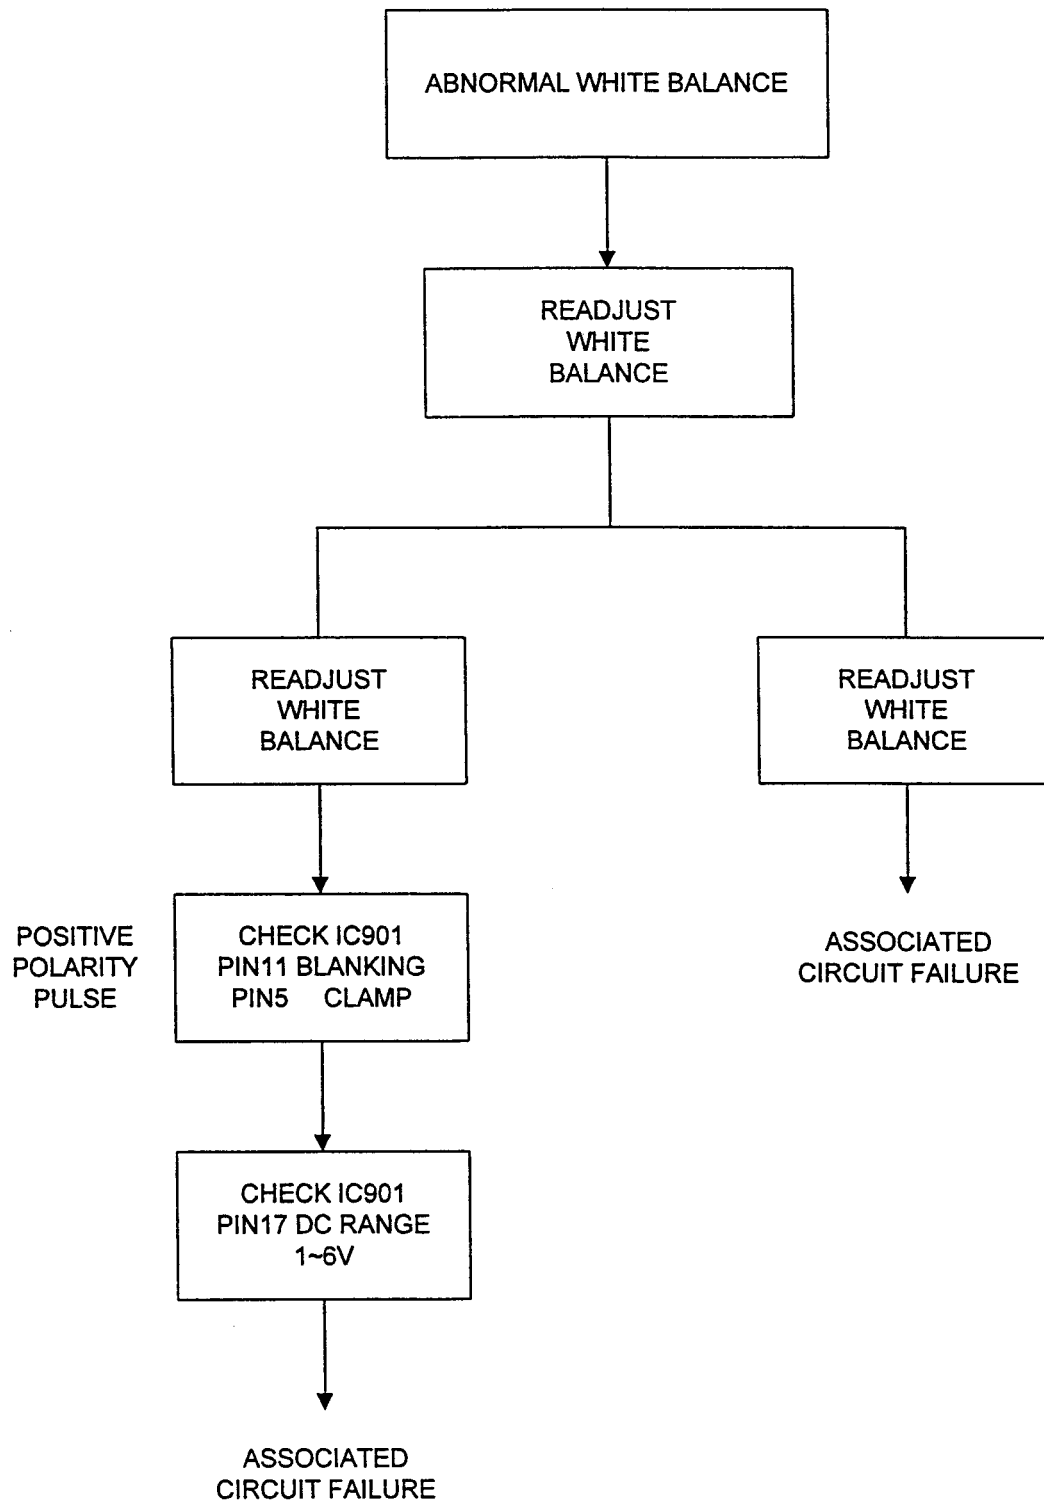 ABNORMAL WHITE BALANCE
READJUST
WHITE
BALANCE
READJUST
WHITE
BALANCE
READJUST
WHITE
BALANCE
POSITIVE
POLARITY
PULSE
CHECK IC901
PIN11 BLANKING
PIN5 CLAMP
ASSOCIATED
CIRCUIT FAILURE
CHECK IC901
PIN17 DC RANGE
1~6V
ASSOCIATED
CIRCUIT FAILURE